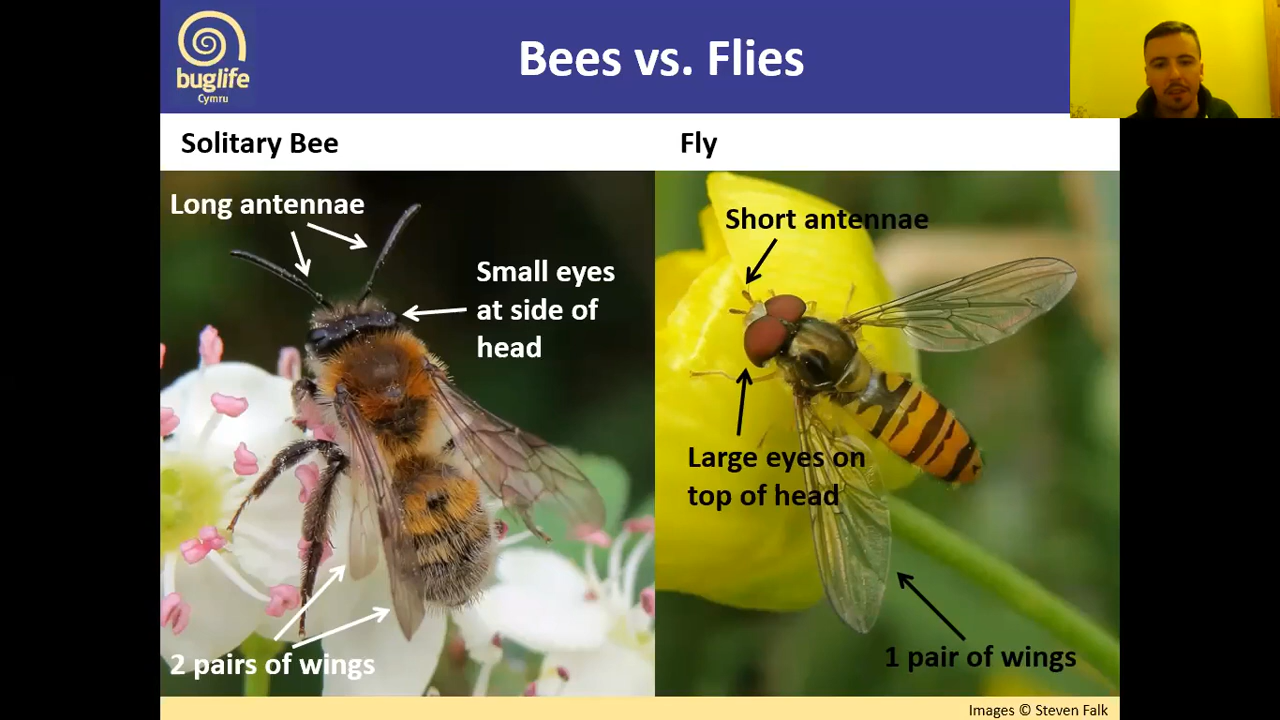 buglife
Cymru
Bees vs. Flies
Solitary Bee
Fly
Long antennae
Small eyes
at side of
head
2 pairs of wings
Short antennae
Large eyes on
top of head
1 pair of wings
Images © Steven Falk